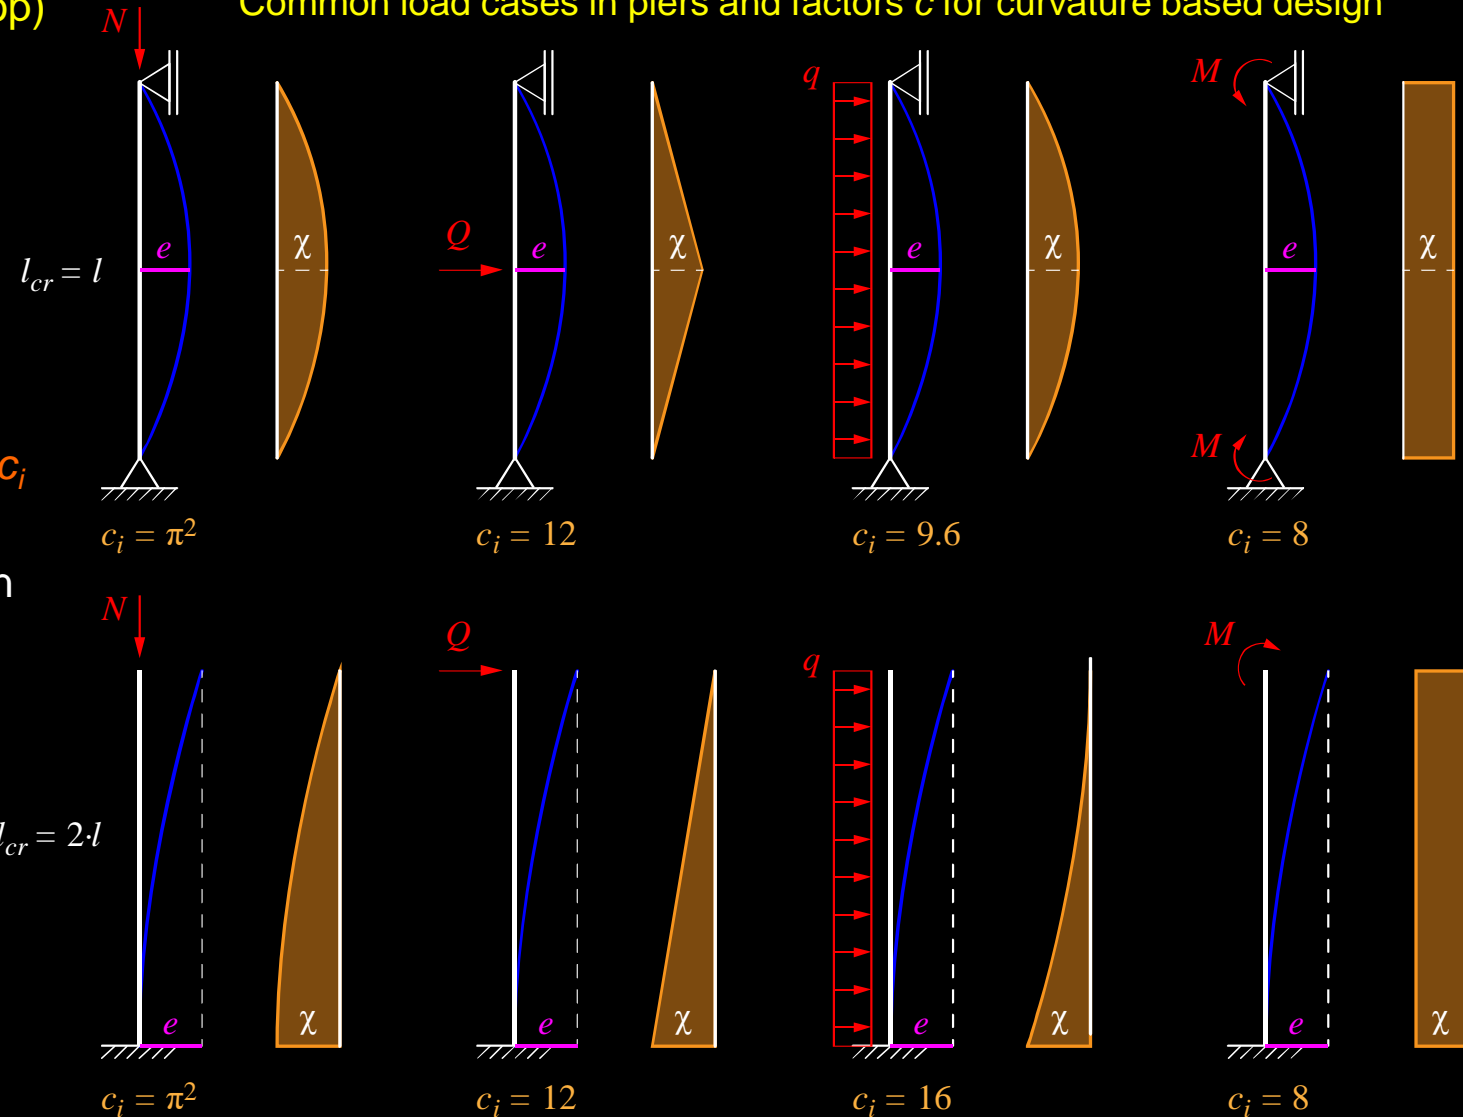 op)
Common load cases in piers and factors c for curvature based design
N q M
Q e χ e χ e χ e χ
l_cr = l
M
c_i
c_i = π² c_i = 12 c_i = 9.6 c_i = 8
n
N Q q M
l_cr = 2·l
e χ e χ e χ e χ
c_i = π² c_i = 12 c_i = 16 c_i = 8